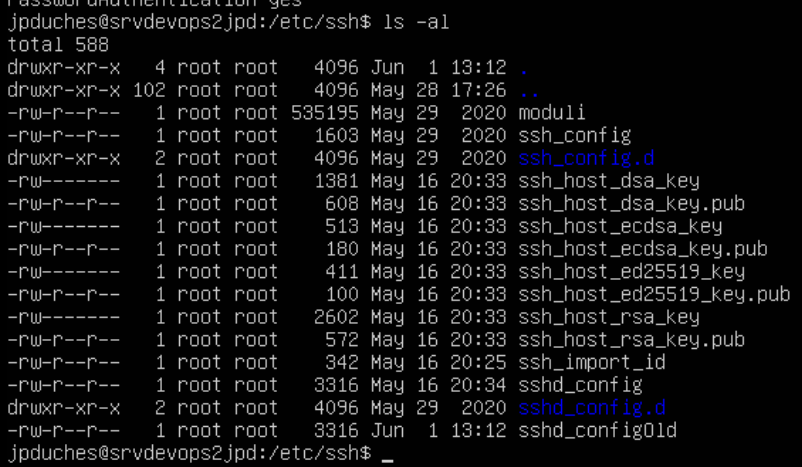 PasswordAuthentication yes
jpduches@srvdevops2jpd:/etc/ssh$ ls -al
total 588
drwxr-xr-x   4 root root   4096 Jun  1 13:12 .
drwxr-xr-x 102 root root   4096 May 28 17:26 ..
-rw-r--r--   1 root root 535195 May 29  2020 moduli
-rw-r--r--   1 root root   1603 May 29  2020 ssh_config
drwxr-xr-x   2 root root   4096 May 29  2020 ssh_config.d
-rw-------   1 root root   1381 May 16 20:33 ssh_host_dsa_key
-rw-r--r--   1 root root    608 May 16 20:33 ssh_host_dsa_key.pub
-rw-------   1 root root    513 May 16 20:33 ssh_host_ecdsa_key
-rw-r--r--   1 root root    180 May 16 20:33 ssh_host_ecdsa_key.pub
-rw-------   1 root root    411 May 16 20:33 ssh_host_ed25519_key
-rw-r--r--   1 root root    100 May 16 20:33 ssh_host_ed25519_key.pub
-rw-------   1 root root   2602 May 16 20:33 ssh_host_rsa_key
-rw-r--r--   1 root root    572 May 16 20:33 ssh_host_rsa_key.pub
-rw-r--r--   1 root root    342 May 16 20:25 ssh_import_id
-rw-r--r--   1 root root   3316 May 16 20:34 sshd_config
drwxr-xr-x   2 root root   4096 May 29  2020 sshd_config.d
-rw-r--r--   1 root root   3316 Jun  1 13:12 sshd_configOld
jpduches@srvdevops2jpd:/etc/ssh$ _